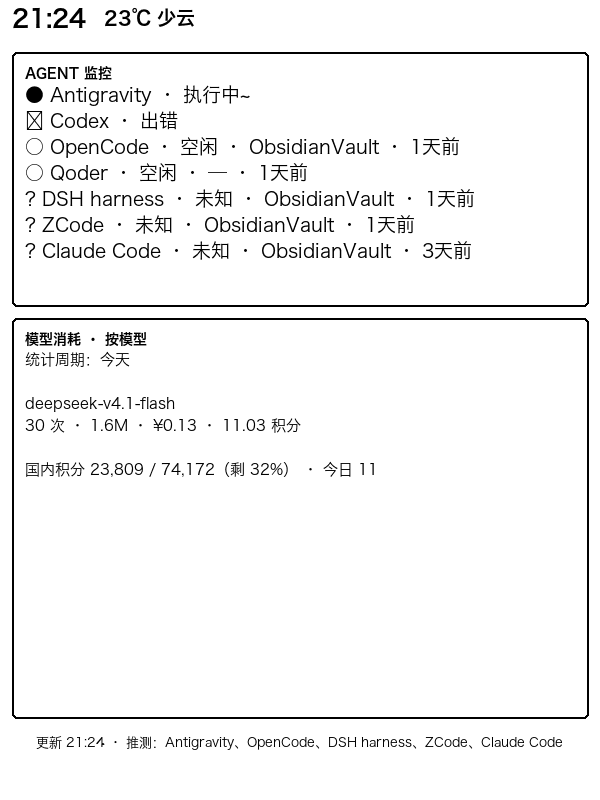 21:24 23℃ 少云
AGENT 监控
● Antigravity · 执行中~
☒ Codex · 出错
○ OpenCode · 空闲 · ObsidianVault · 1天前
○ Qoder · 空闲 · — · 1天前
? DSH harness · 未知 · ObsidianVault · 1天前
? ZCode · 未知 · ObsidianVault · 1天前
? Claude Code · 未知 · ObsidianVault · 3天前
模型消耗 · 按模型
统计周期：今天
deepseek-v4.1-flash
30 次 · 1.6M · ¥0.13 · 11.03 积分
国内积分 23,809 / 74,172（剩 32%） · 今日 11
更新 21:24 · 推测：Antigravity、OpenCode、DSH harness、ZCode、Claude Code